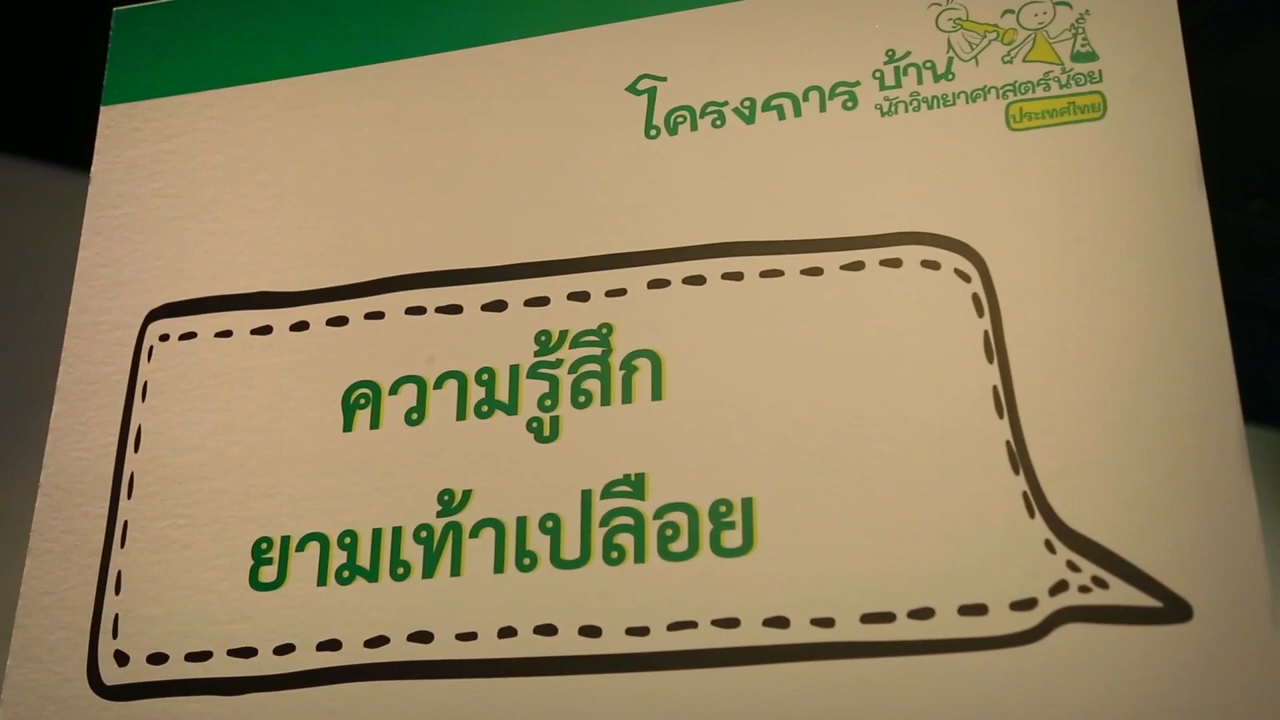 โครงการ บ้าน
นักวิทยาศาสตร์น้อย
ประเทศไทย
ความรู้สึก
ยามเท้าเปลือย